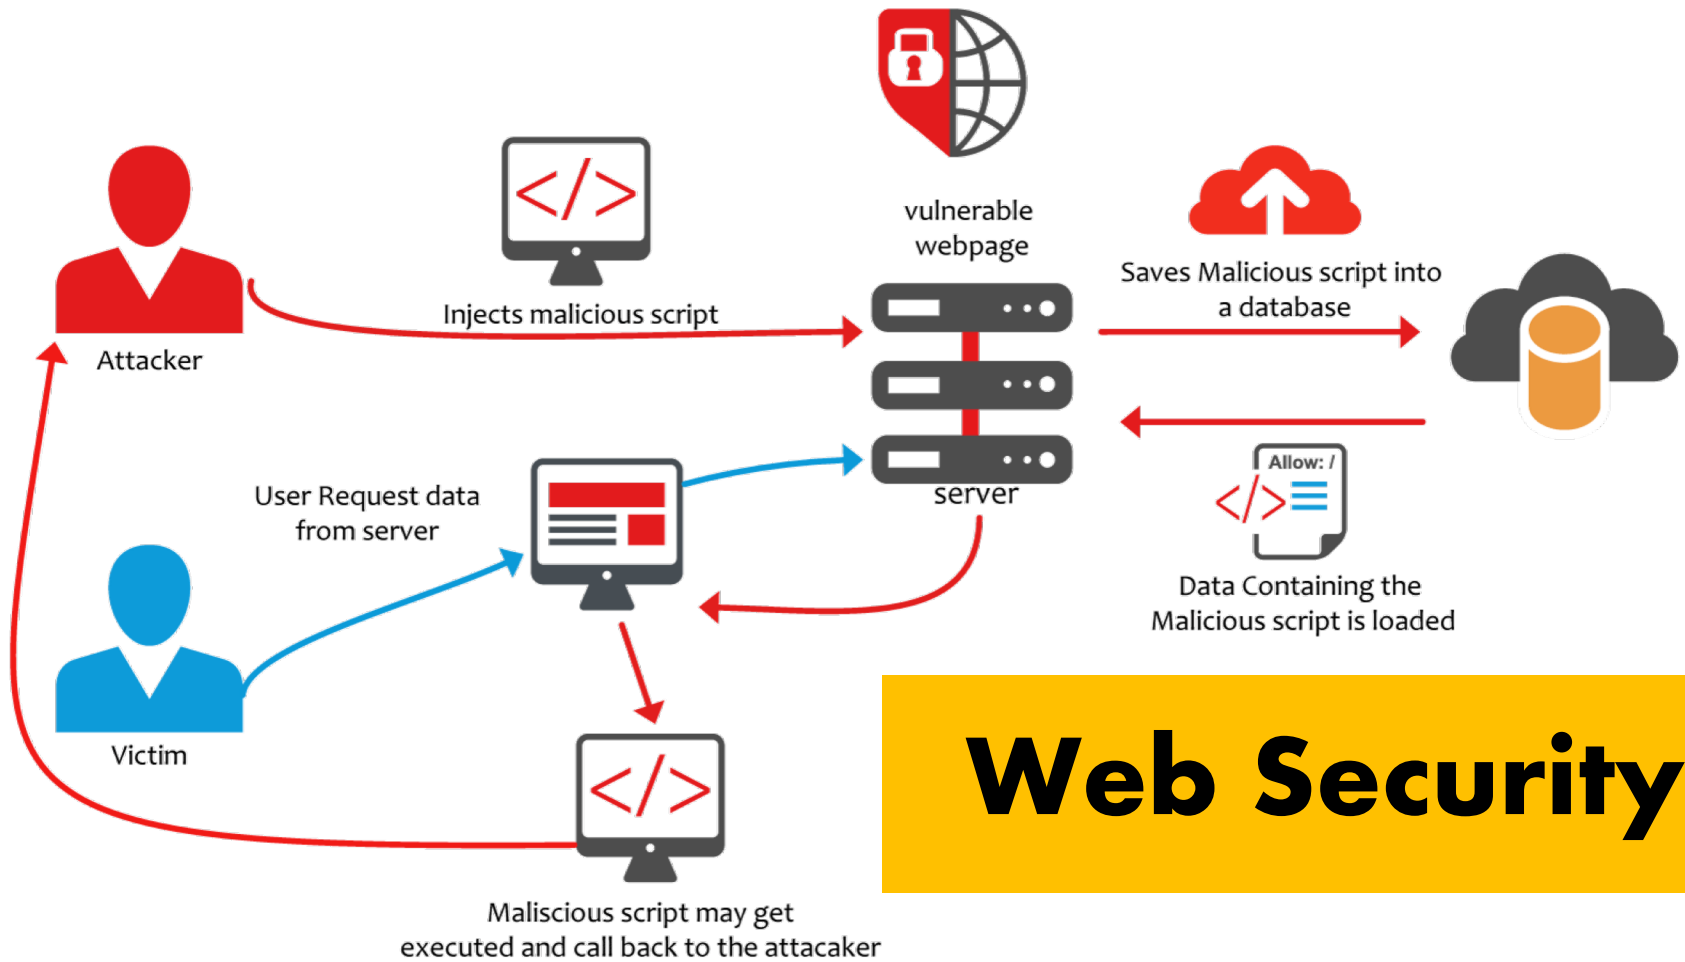 vulnerable
webpage
Injects malicious script
Saves Malicious script into
a database
Attacker
</>
User Request data
from server
server
Allow: /
</>
Data Containing the
Malicious script is loaded
Victim
</>
Maliscious script may get
executed and call back to the attacaker
Web Security